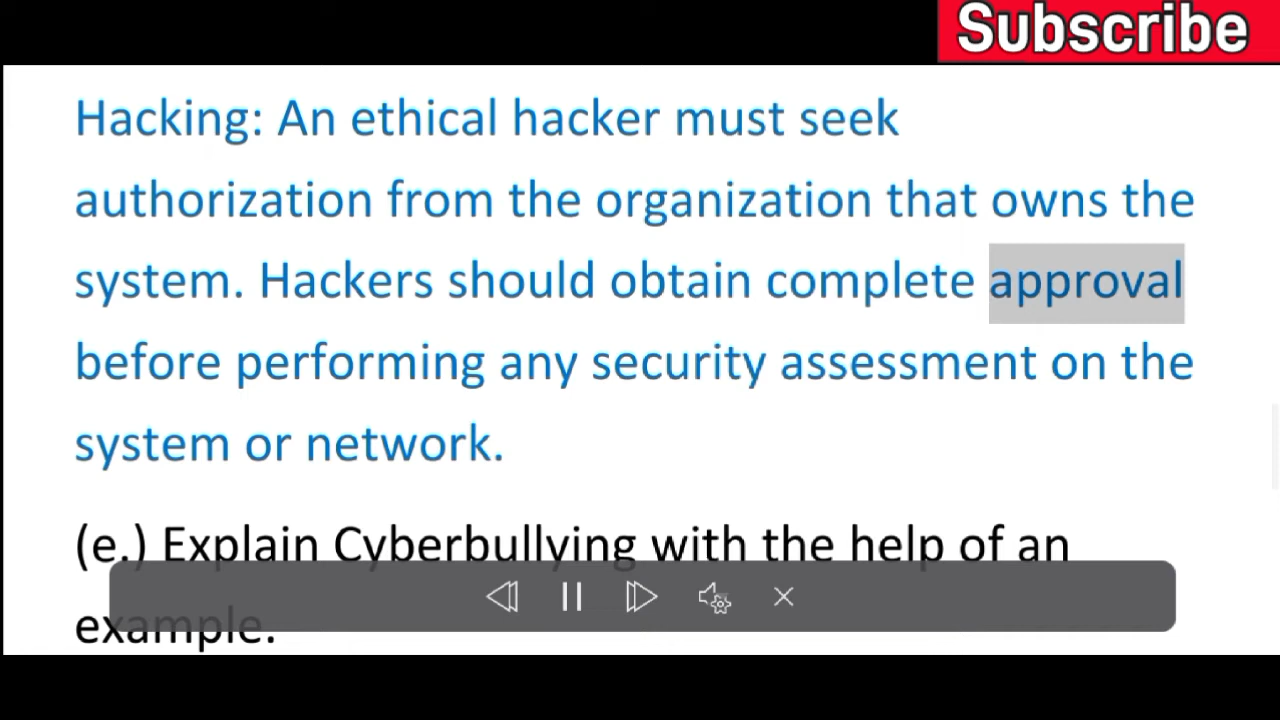 Subscribe
Hacking: An ethical hacker must seek
authorization from the organization that owns the
system. Hackers should obtain complete approval
before performing any security assessment on the
system or network.
(e.) Explain Cyberbullying with the help of an
example.